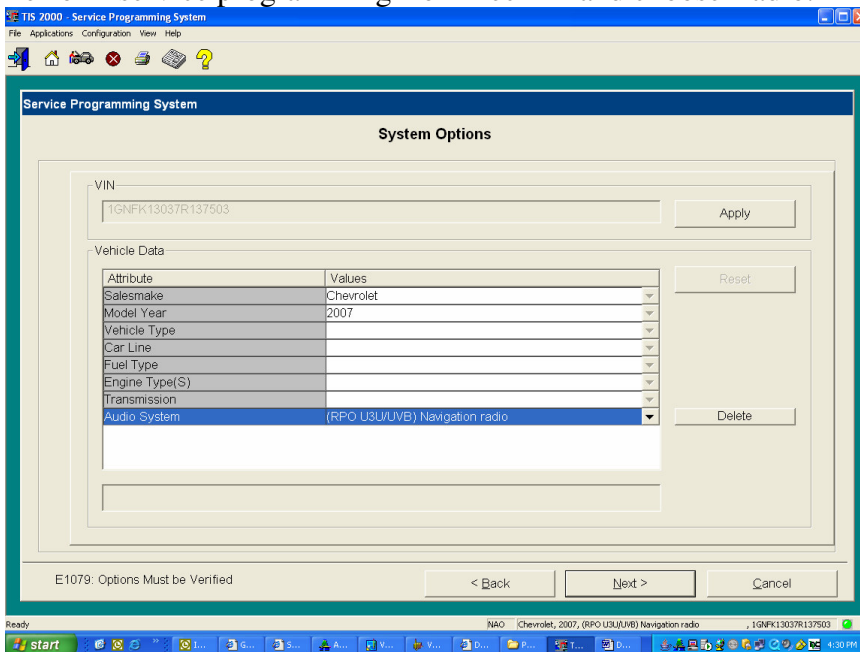 TIS 2000 - Service Programming System
File Applications Configuration View Help
Service Programming System
System Options
VIN
1GNFK13037R137503
Apply
Vehicle Data
Attribute Values
Reset
Salesmake Chevrolet
Model Year 2007
Vehicle Type
Car Line
Fuel Type
Engine Type(S)
Transmission
Audio System (RPO U3U/UVB) Navigation radio
Delete
E1079: Options Must be Verified
< Back
Next >
Cancel
Ready
NAO Chevrolet, 2007, (RPO U3U/UVB) Navigation radio , 1GNFK13037R137503
start I... G... S... A... V... V... D... P... T... D... 4:30 PM